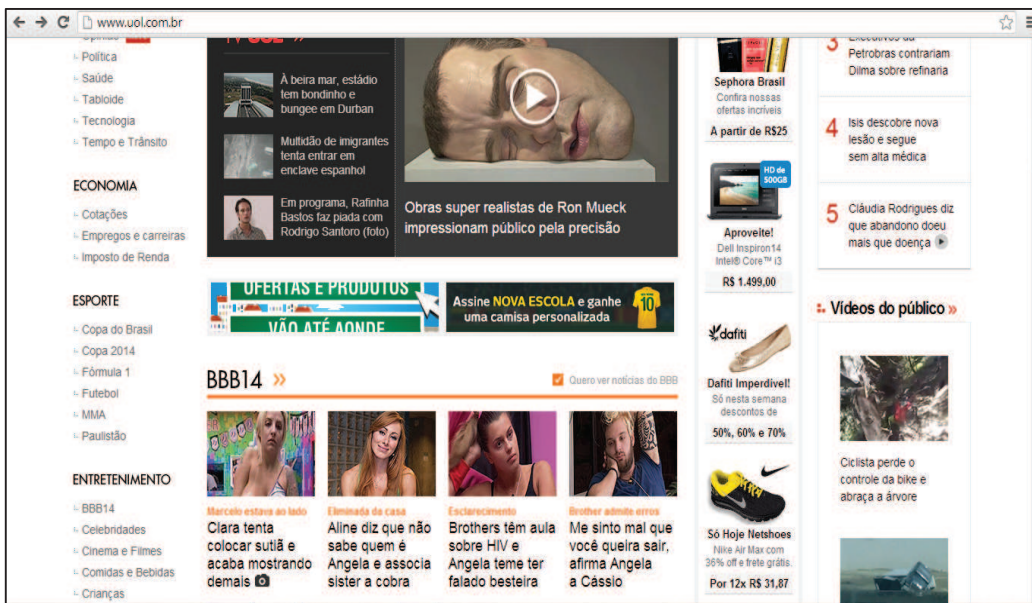 www.uol.com.br
Política
Saúde
Tabloide
Tecnologia
Tempo e Trânsito
ECONOMIA
Cotações
Empregos e carreiras
Imposto de Renda
ESPORTE
Copa do Brasil
Copa 2014
Fórmula 1
Futebol
MMA
Paulistão
ENTRETENIMENTO
BBB14
Celebridades
Cinema e Filmes
Comidas e Bebidas
Crianças
TV UOL »
À beira mar, estádio
tem bondinho e
bungee em Durban
Multidão de imigrantes
tenta entrar em
enclave espanhol
Em programa, Rafinha
Bastos faz piada com
Rodrigo Santoro (foto)
Obras super realistas de Ron Mueck
impressionam público pela precisão
OFERTAS E PRODUTOS
VÃO ATÉ AONDE
Assine NOVA ESCOLA e ganhe
uma camisa personalizada
10
BBB14 »
Quero ver notícias do BBB
Marcelo estava ao lado
Clara tenta
colocar sutiã e
acaba mostrando
demais
Eliminada da casa
Aline diz que não
sabe quem é
Angela e associa
sister a cobra
Esclarecimento
Brothers têm aula
sobre HIV e
Angela teme ter
falado besteira
Brother admite erros
Me sinto mal que
você queira sair,
afirma Angela
a Cássio
Sephora Brasil
Confira nossas
ofertas incríveis
A partir de R$25
HD de
500GB
Aproveite!
Dell Inspiron14
Intel® Core™ i3
R$ 1.499,00
dafiti
Dafiti Imperdível!
Só nesta semana
descontos de
50%, 60% e 70%
Só Hoje Netshoes
Nike Air Max com
36% off e frete grátis.
Por 12x R$ 31,87
3 Executivos da
Petrobras contrariam
Dilma sobre refinaria
4 Isis descobre nova
lesão e segue
sem alta médica
5 Cláudia Rodrigues diz
que abandono doeu
mais que doença
Vídeos do público »
Ciclista perde o
controle da bike e
abraça a árvore